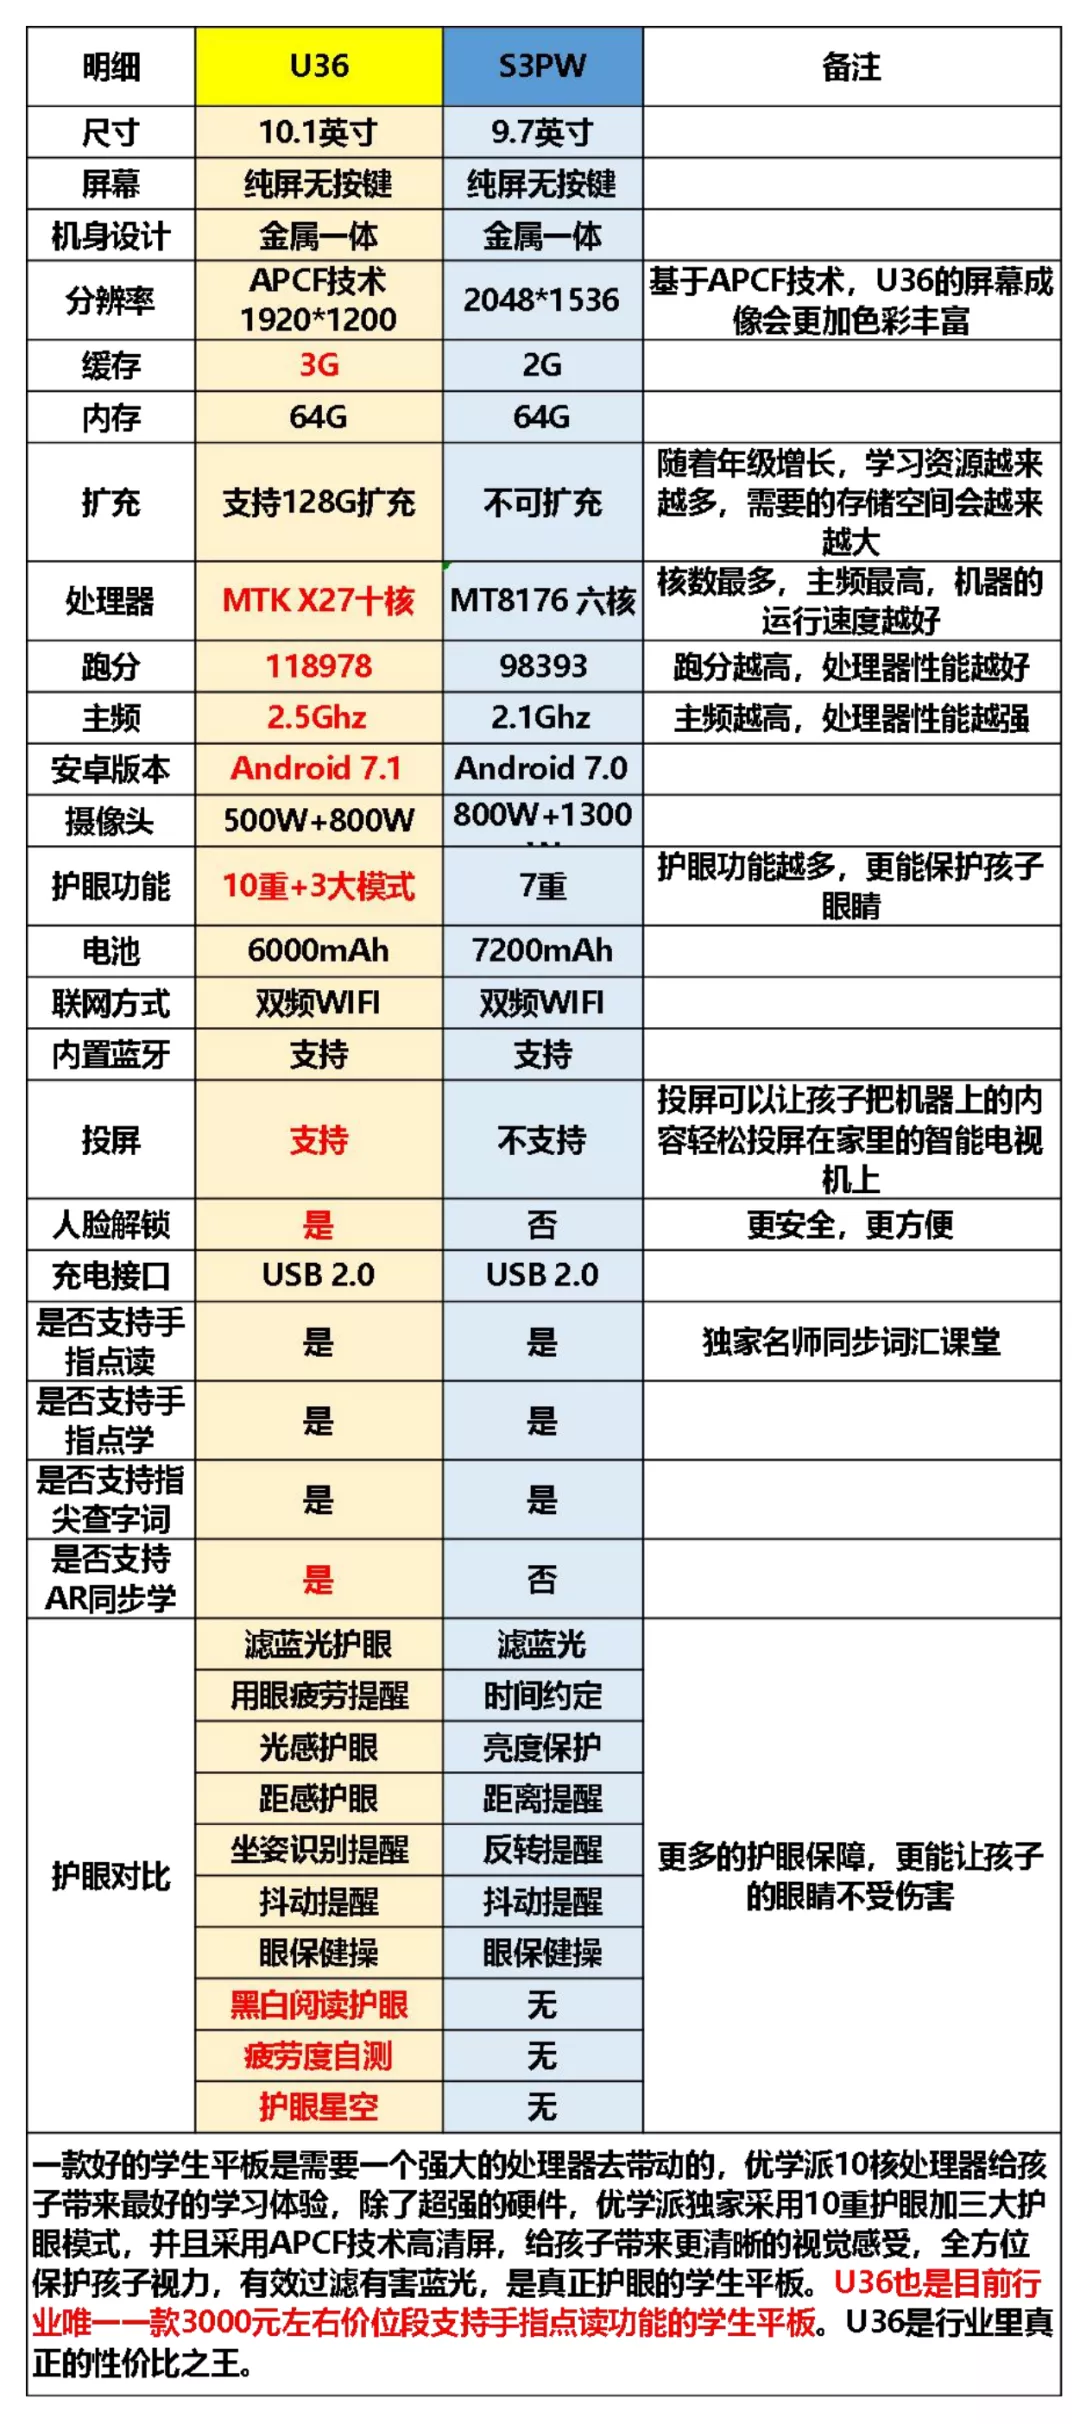 明细 U36 S3PW 备注
尺寸 10.1英寸 9.7英寸
屏幕 纯屏无按键 纯屏无按键
机身设计 金属一体 金属一体
分辨率 APCF技术 1920*1200 2048*1536 基于APCF技术，U36的屏幕成
像会更加色彩丰富
缓存 3G 2G
内存 64G 64G
扩充 支持128G扩充 不可扩充 随着年级增长，学习资源越来
越多，需要的存储空间会越来
越大
处理器 MTK X27十核 MT8176 六核 核数最多，主频最高，机器的
运行速度越好
跑分 118978 98393 跑分越高，处理器性能越好
主频 2.5Ghz 2.1Ghz 主频越高，处理器性能越强
安卓版本 Android 7.1 Android 7.0
摄像头 500W+800W 800W+1300
护眼功能 10重+3大模式 7重 护眼功能越多，更能保护孩子
眼睛
电池 6000mAh 7200mAh
联网方式 双频WIFI 双频WIFI
内置蓝牙 支持 支持
投屏 支持 不支持 投屏可以让孩子把机器上的内
容轻松投屏在家里的智能电视
机上
人脸解锁 是 否 更安全，更方便
充电接口 USB 2.0 USB 2.0
是否支持手
指点读 是 是 独家名师同步词汇课堂
是否支持手
指点学 是 是
是否支持指
尖查字词 是 是
是否支持
AR同步学 是 否
护眼对比
滤蓝光护眼 滤蓝光
用眼疲劳提醒 时间约定
光感护眼 亮度保护
距感护眼 距离提醒
坐姿识别提醒 反转提醒
抖动提醒 抖动提醒
眼保健操 眼保健操
黑白阅读护眼 无
疲劳度自测 无
护眼星空 无
更多的护眼保障，更能让孩子
的眼睛不受伤害
一款好的学生平板是需要一个强大的处理器去带动的，优学派10核处理器给孩
子带来最好的学习体验，除了超强的硬件，优学派独家采用10重护眼加三大护
眼模式，并且采用APCF技术高清屏，给孩子带来更清晰的视觉感受，全方位
保护孩子视力，有效过滤有害蓝光，是真正护眼的学生平板。U36也是目前行
业唯一一款3000元左右价位段支持手指点读功能的学生平板。U36是行业里真
正的性价比之王。